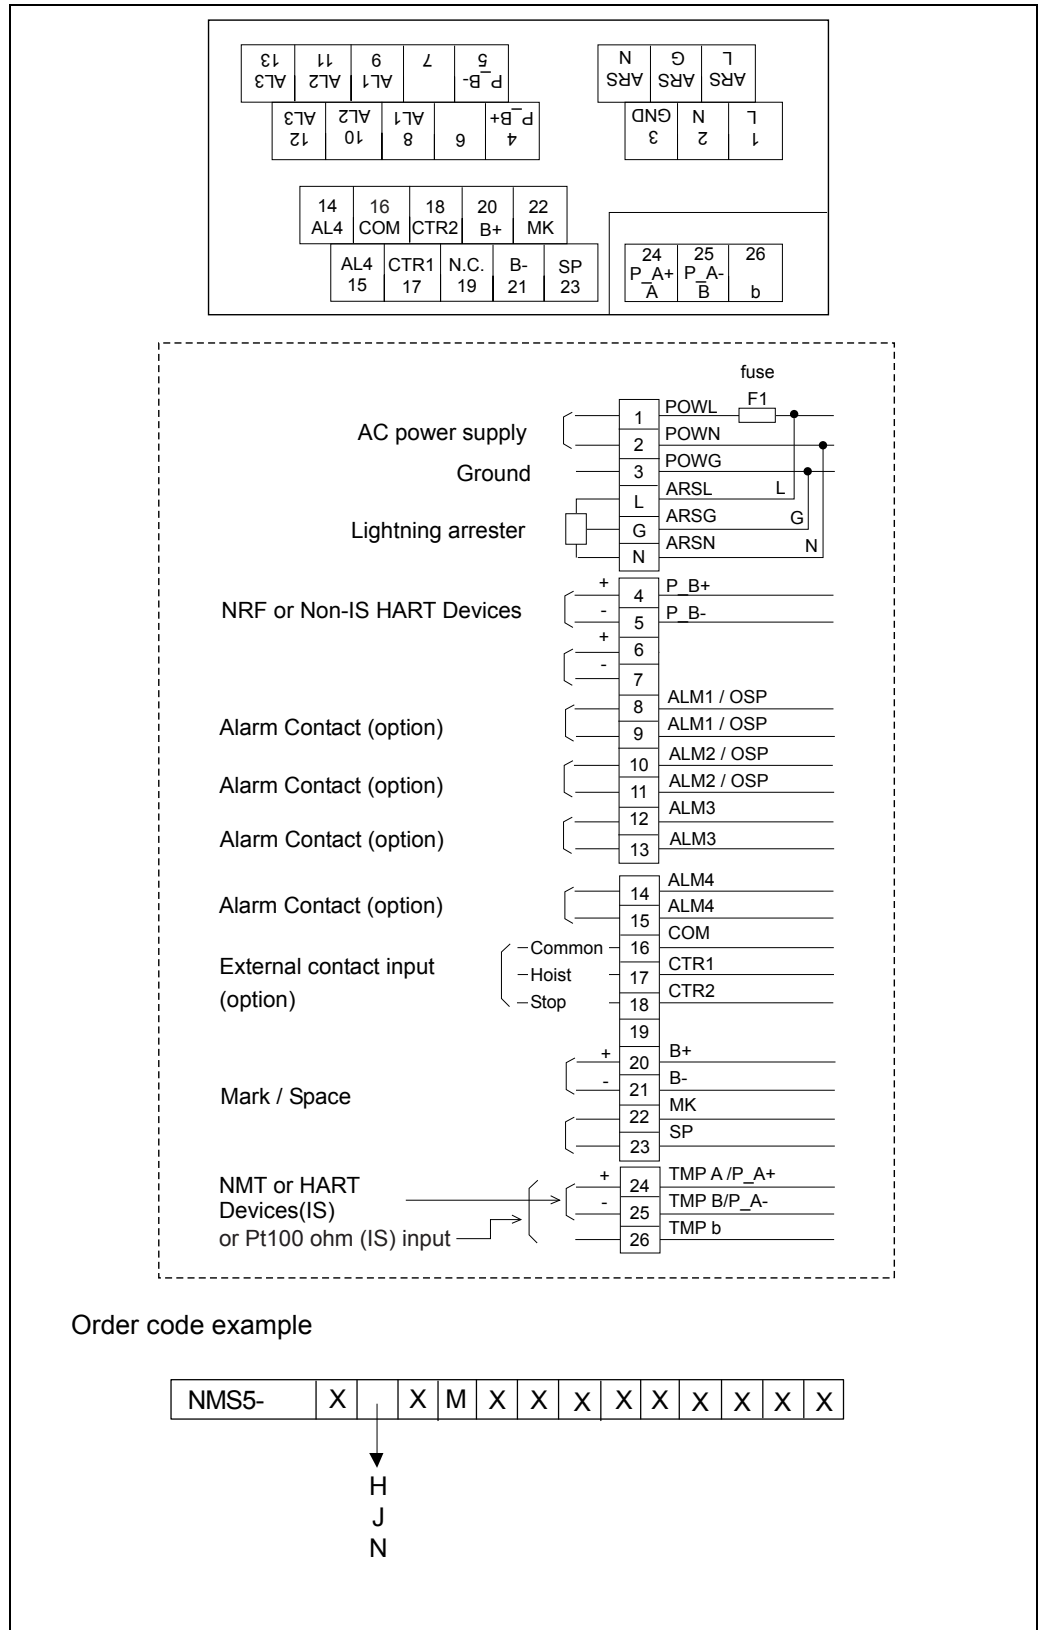 13 11 9 7 5
AL3 AL2 AL1 P_B-
N G L
ARS ARS ARS
AL3 AL2 AL1 P_B+
12 10 8 6 4
GND N L
3 2 1
14 16 18 20 22
AL4 COM CTR2 B+ MK
AL4 CTR1 N.C. B- SP
15 17 19 21 23
24 25 26
P_A+ P_A-
A B b
fuse
F1
AC power supply 1 POWL
2 POWN
Ground 3 POWG
L ARSL L
Lightning arrester G ARSG G
N ARSN N
NRF or Non-IS HART Devices + 4 P_B+
- 5 P_B-
+ 6
- 7
8 ALM1 / OSP
Alarm Contact (option) 9 ALM1 / OSP
10 ALM2 / OSP
Alarm Contact (option) 11 ALM2 / OSP
12 ALM3
Alarm Contact (option) 13 ALM3
14 ALM4
Alarm Contact (option) 15 ALM4
Common 16 COM
External contact input Hoist 17 CTR1
(option) Stop 18 CTR2
19
+ 20 B+
Mark / Space - 21 B-
22 MK
23 SP
NMT or HART + 24 TMP A /P_A+
Devices(IS) - 25 TMP B/P_A-
or Pt100 ohm (IS) input 26 TMP b
Order code example
NMS5- X X M X X X X X X X X X
H
J
N